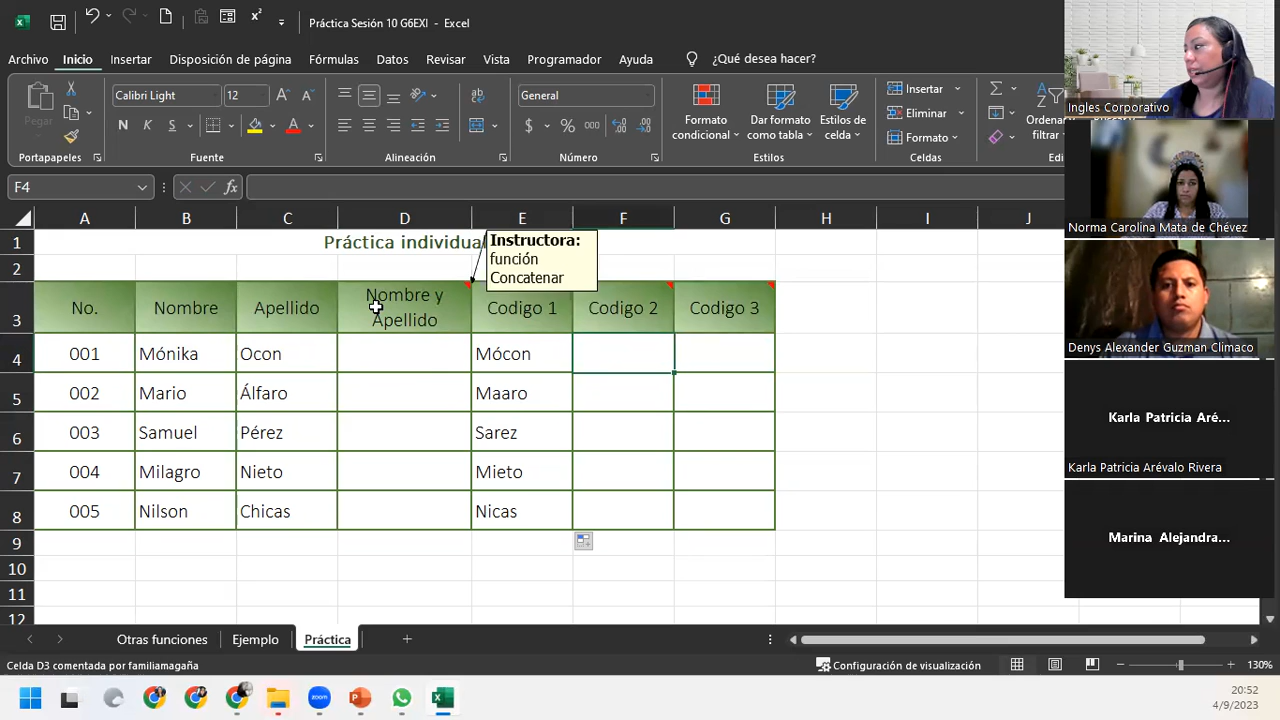 Práctica Sesión 10 G6EXI - Excel
Archivo Inicio Insertar Disposición de página Fórmulas Vista Programador Ayuda ¿Qué desea hacer?
Pegar
Portapapeles
Calibri Light 12
N K S
Fuente
Alineación
General
$ % 000
Número
Formato condicional
Dar formato como tabla
Estilos de celda
Estilos
Insertar
Eliminar
Formato
Celdas
F4
fx
A B C D E F G H I J
1 Práctica individual
Instructora:
función
Concatenar
2
3 No. Nombre Apellido Nombre y Apellido Codigo 1 Codigo 2 Codigo 3
4 001 Mónika Ocon Mócon
5 002 Mario Álfaro Maaro
6 003 Samuel Pérez Sarez
7 004 Milagro Nieto Mieto
8 005 Nilson Chicas Nicas
9
10
11
12
Otras funciones Ejemplo Práctica
Celda D3 comentada por familiamagaña
Configuración de visualización
130%
zoom
20:52
4/9/2023
Ingles Corporativo
Norma Carolina Mata de Chévez
Denys Alexander Guzman Climaco
Karla Patricia Aré...
Karla Patricia Arévalo Rivera
Marina Alejandra...